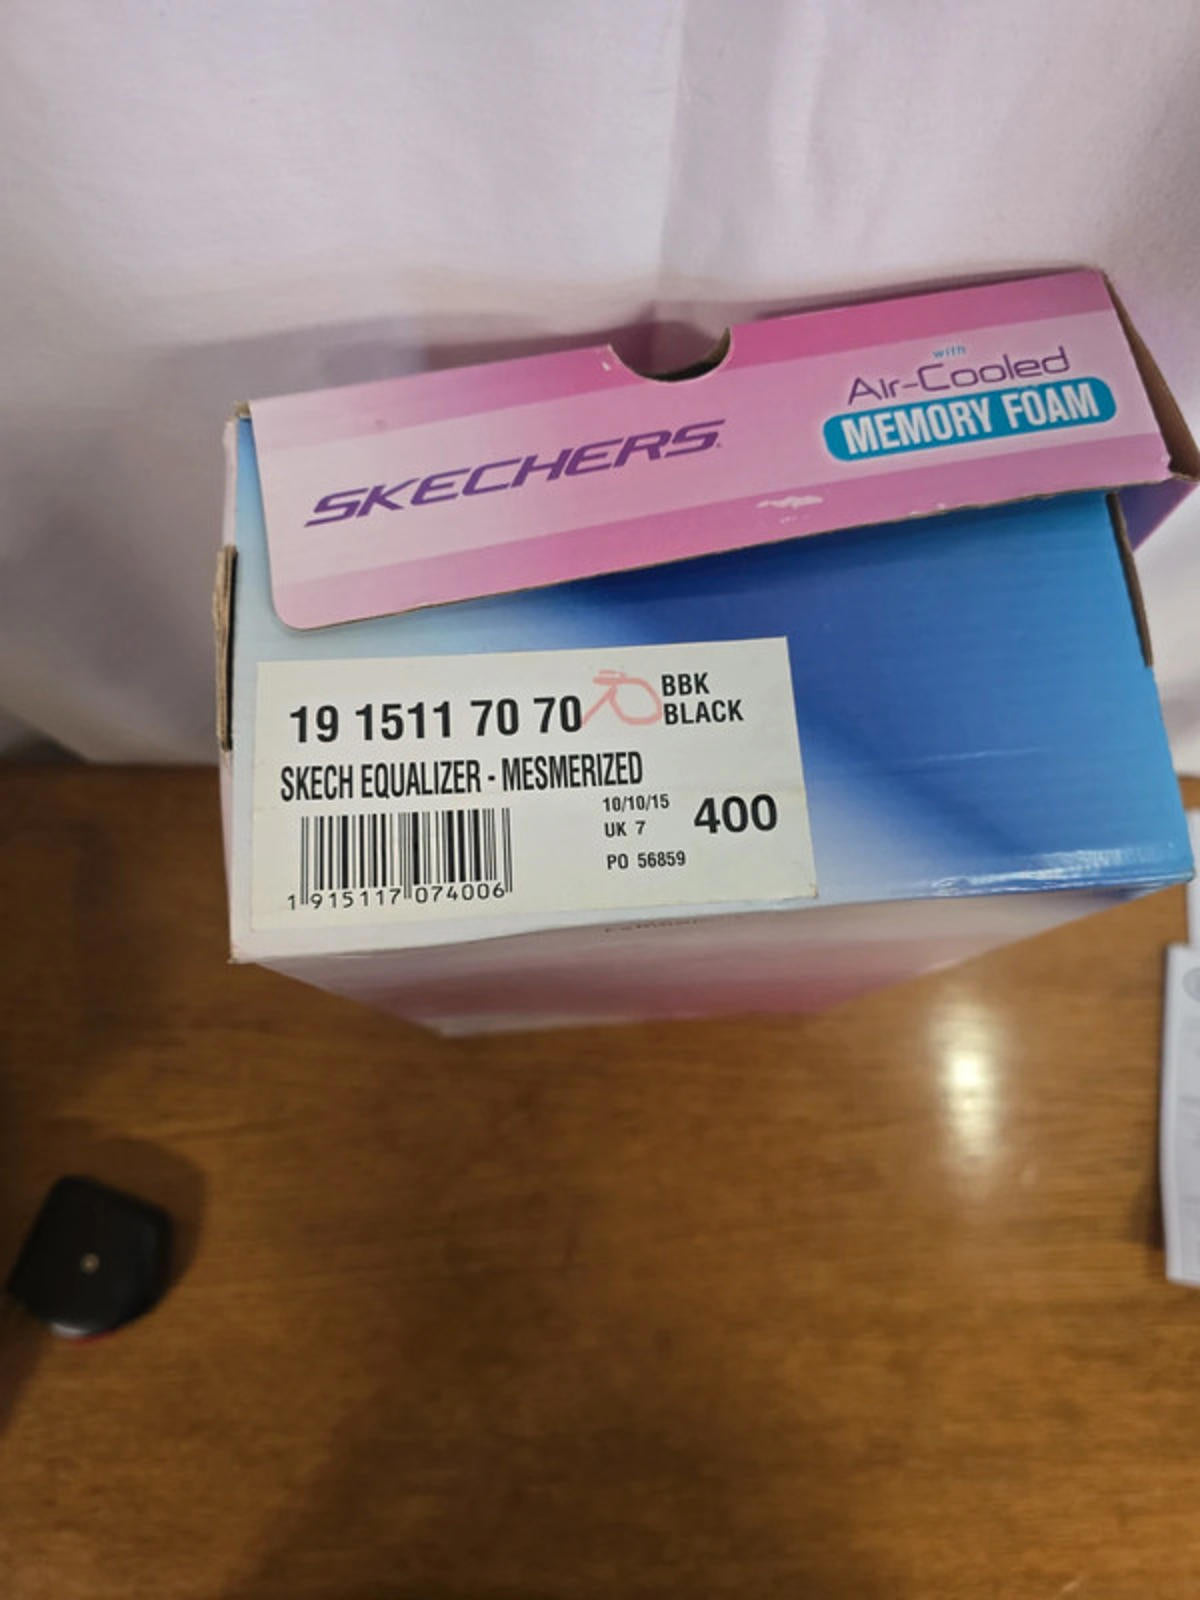 SKECHERS
with
Air-Cooled
MEMORY FOAM
19 1511 70 70
BBK
BLACK
SKECH EQUALIZER - MESMERIZED
10/10/15
UK 7
400
PO 56859
1 915117 074006